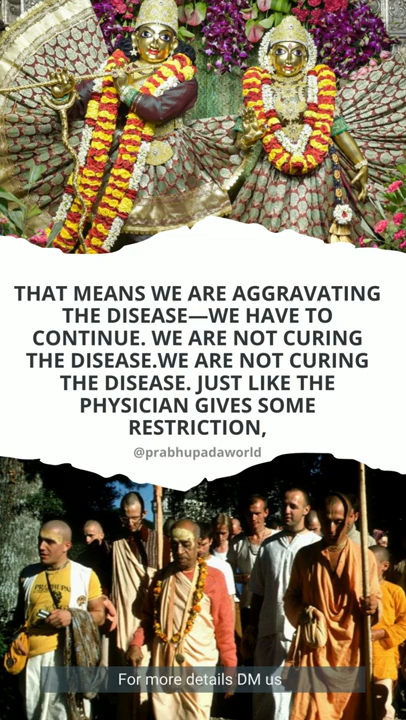 THAT MEANS WE ARE AGGRAVATING
THE DISEASE—WE HAVE TO
CONTINUE. WE ARE NOT CURING
THE DISEASE.WE ARE NOT CURING
THE DISEASE. JUST LIKE THE
PHYSICIAN GIVES SOME
RESTRICTION,
@prabhupadaworld
For more details DM us